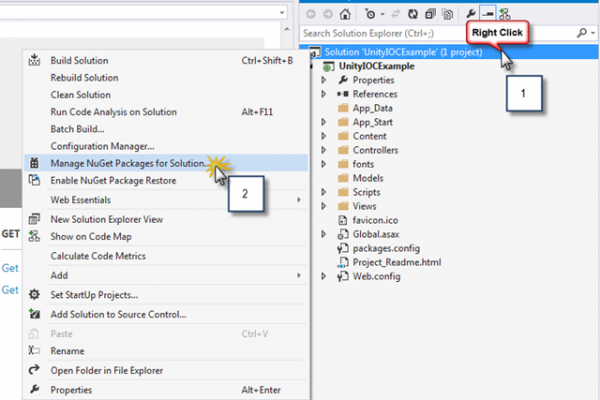 Search Solution Explorer (Ctrl+;)
Right Click
Solution 'UnityIOCExample' (1 project)
1
UnityIOCExample
Properties
References
App_Data
App_Start
Content
Controllers
fonts
Models
Scripts
Views
favicon.ico
Global.asax
packages.config
Project_Readme.html
Web.config
Build Solution Ctrl+Shift+B
Rebuild Solution
Clean Solution
Run Code Analysis on Solution Alt+F11
Batch Build...
Configuration Manager...
Manage NuGet Packages for Solution...
2
Enable NuGet Package Restore
Web Essentials
New Solution Explorer View
Show on Code Map
Calculate Code Metrics
Add
Set StartUp Projects...
Add Solution to Source Control...
Paste Ctrl+V
Rename
Open Folder in File Explorer
Properties Alt+Enter
GET
Get
Get